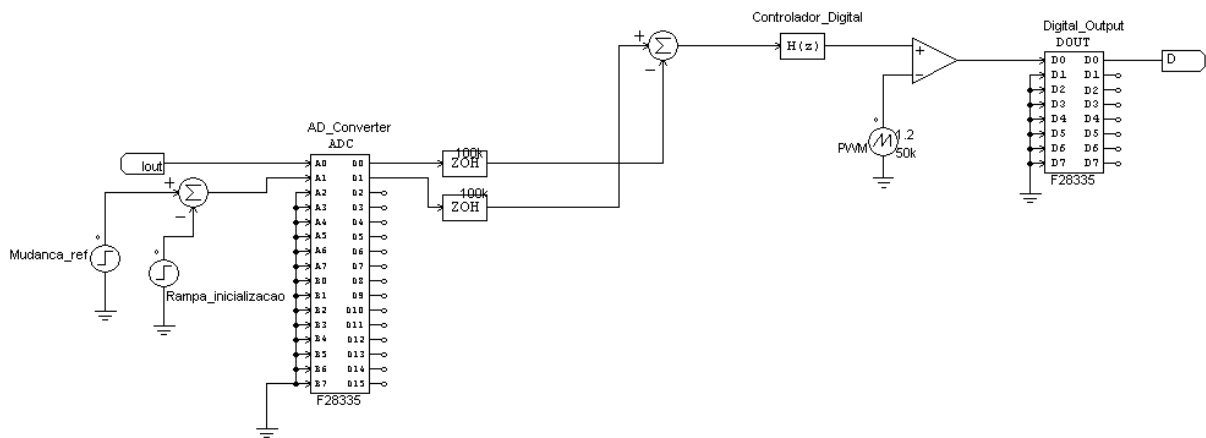 Controlador_Digital
H(z)
+
−
Σ
Digital_Output
DOUT
D0 D0
D1 D1
D2 D2
D3 D3
D4 D4
D5 D5
D6 D6
D7 D7
F28335
D
+
−
PWM
1.2
50k
AD_Converter
ADC
A0 D0
A1 D1
A2 D2
A3 D3
A4 D4
A5 D5
A6 D6
A7 D7
B0 D8
B1 D9
B2 D10
B3 D11
B4 D12
B5 D13
B6 D14
B7 D15
F28335
100k
ZOH
100k
ZOH
Iout
+
−
Σ
Mudanca_ref
Rampa_inicializacao